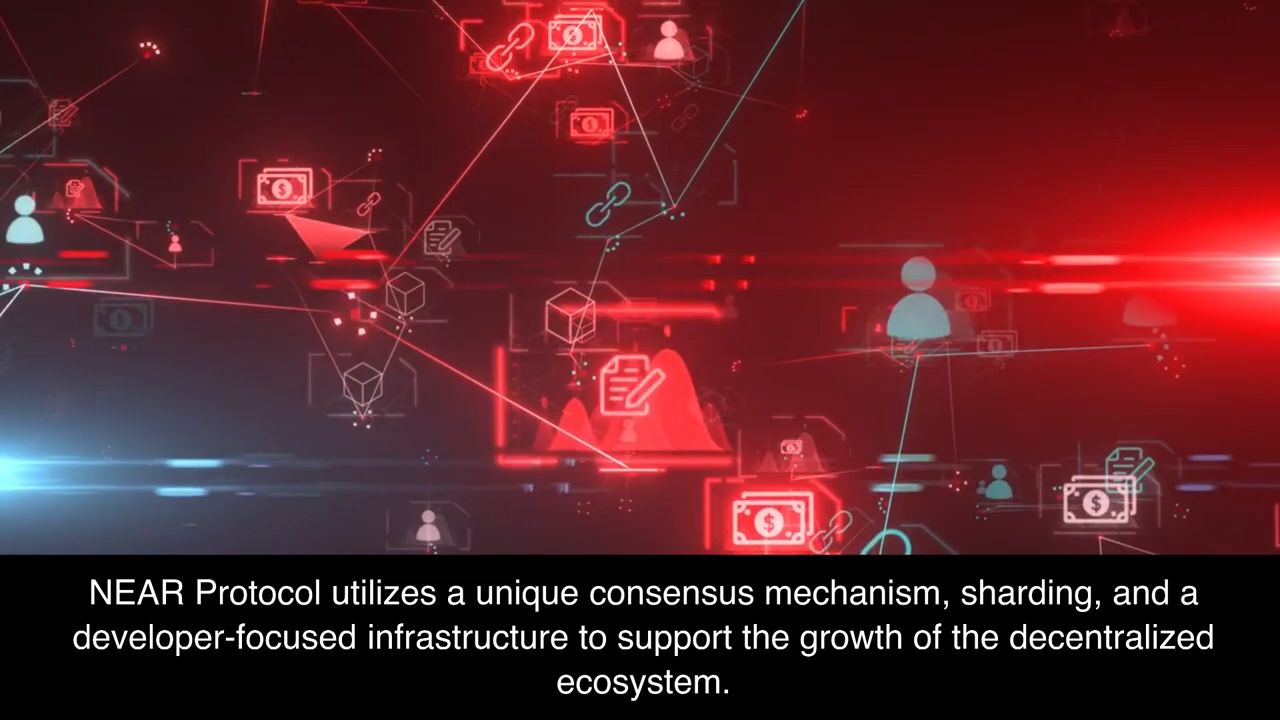 NEAR Protocol utilizes a unique consensus mechanism, sharding, and a
developer-focused infrastructure to support the growth of the decentralized
ecosystem.